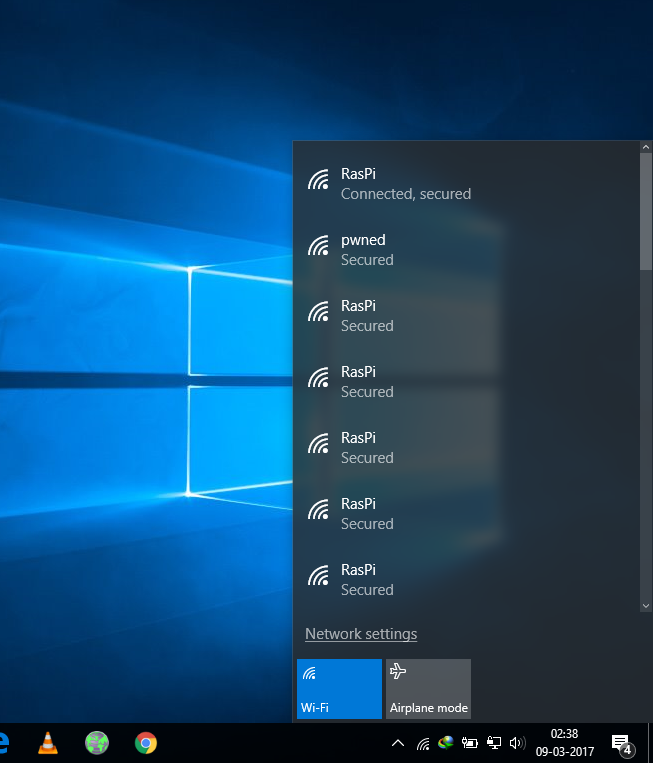 RasPi
Connected, secured
pwned
Secured
RasPi
Secured
RasPi
Secured
RasPi
Secured
RasPi
Secured
RasPi
Secured
Network settings
Wi-Fi
Airplane mode
02:38
09-03-2017
4